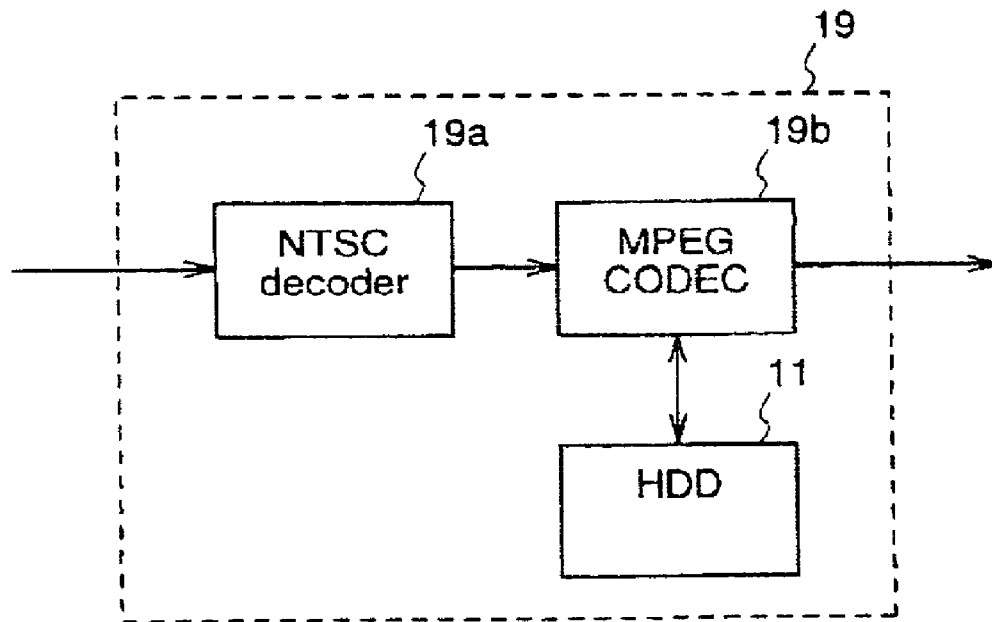 19
19a
19b
NTSC
decoder
MPEG
CODEC
11
HDD